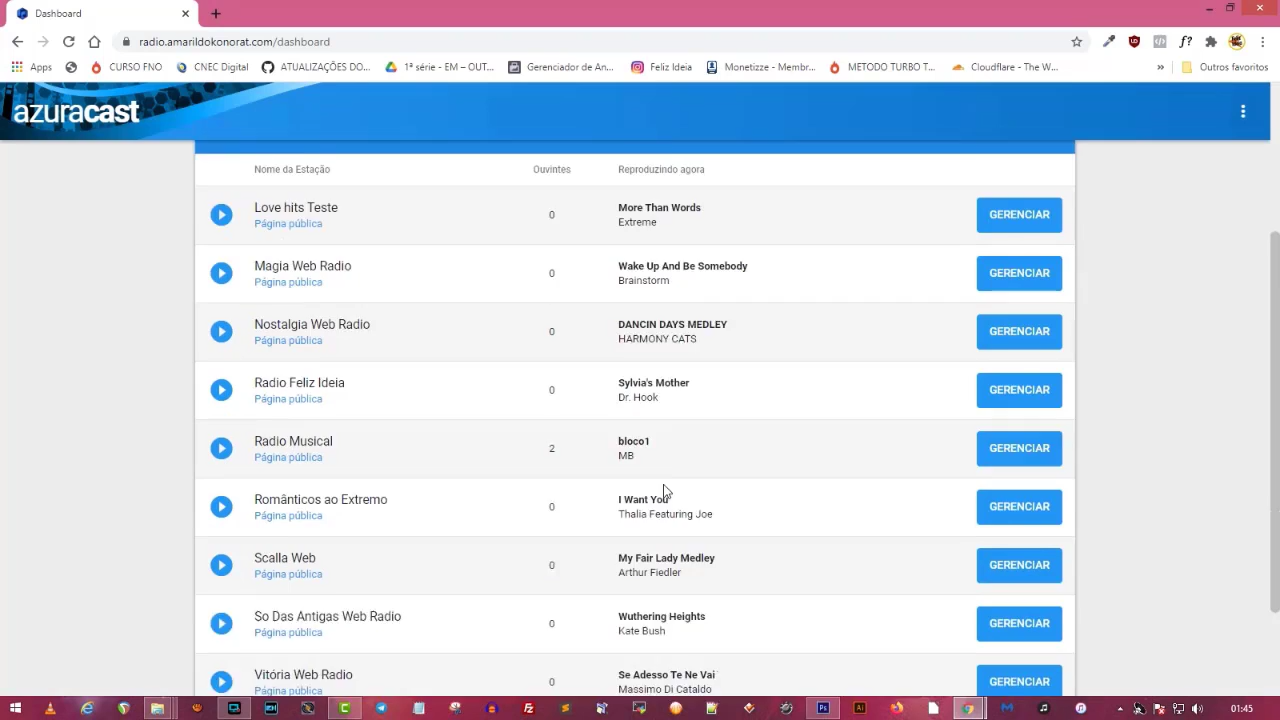 Dashboard
radio.amarildokonorat.com/dashboard
Apps CURSO FNO CNEC Digital ATUALIZAÇÕES DO... 1ª série - EM – OUT... Gerenciador de An... Feliz Ideia Monetizze - Membr... METODO TURBO T... Cloudflare - The W... » Outros favoritos
azuracast
Nome da Estação Ouvintes Reproduzindo agora
Love hits Teste 0 More Than Words GERENCIAR
Página pública Extreme
Magia Web Radio 0 Wake Up And Be Somebody GERENCIAR
Página pública Brainstorm
Nostalgia Web Radio 0 DANCIN DAYS MEDLEY GERENCIAR
Página pública HARMONY CATS
Radio Feliz Ideia 0 Sylvia's Mother GERENCIAR
Página pública Dr. Hook
Radio Musical 2 bloco1 GERENCIAR
Página pública MB
Românticos ao Extremo 0 I Want You GERENCIAR
Página pública Thalia Featuring Joe
Scalla Web 0 My Fair Lady Medley GERENCIAR
Página pública Arthur Fiedler
So Das Antigas Web Radio 0 Wuthering Heights GERENCIAR
Página pública Kate Bush
Vitória Web Radio 0 Se Adesso Te Ne Vai GERENCIAR
Página pública Massimo Di Cataldo
01:45